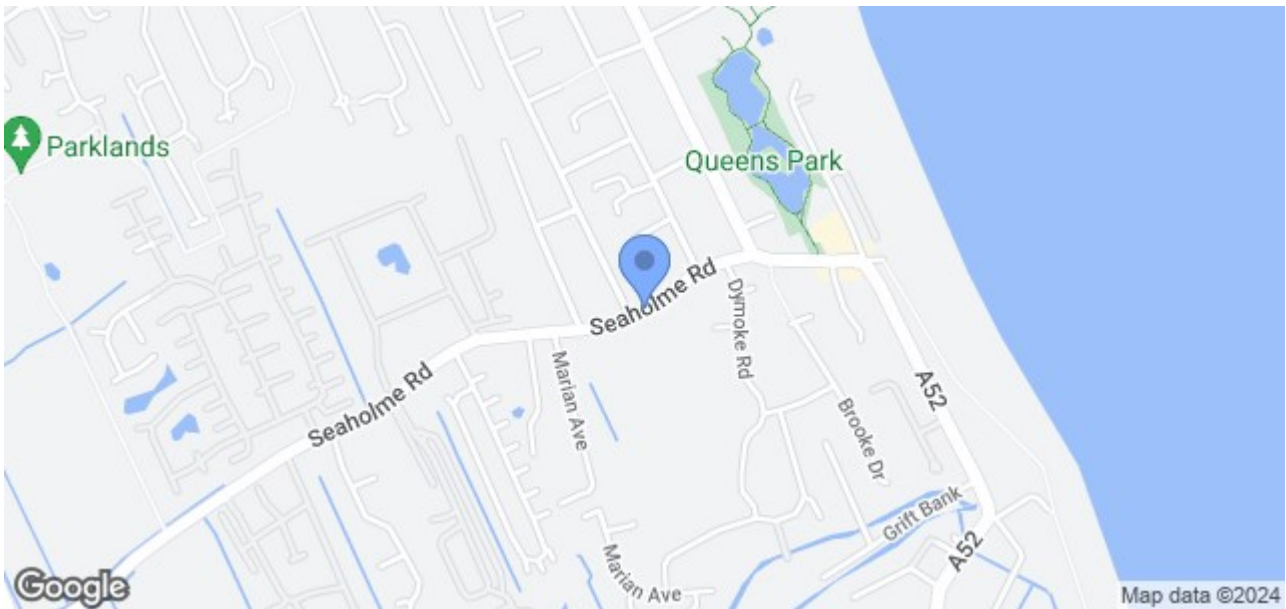 Parklands
Queens Park
Seaholme Rd
Dymoke Rd
Marian Ave
A52
Seaholme Rd
Brooke Dr
Grift Bank
A52
Marian Ave
Google
Map data ©2024